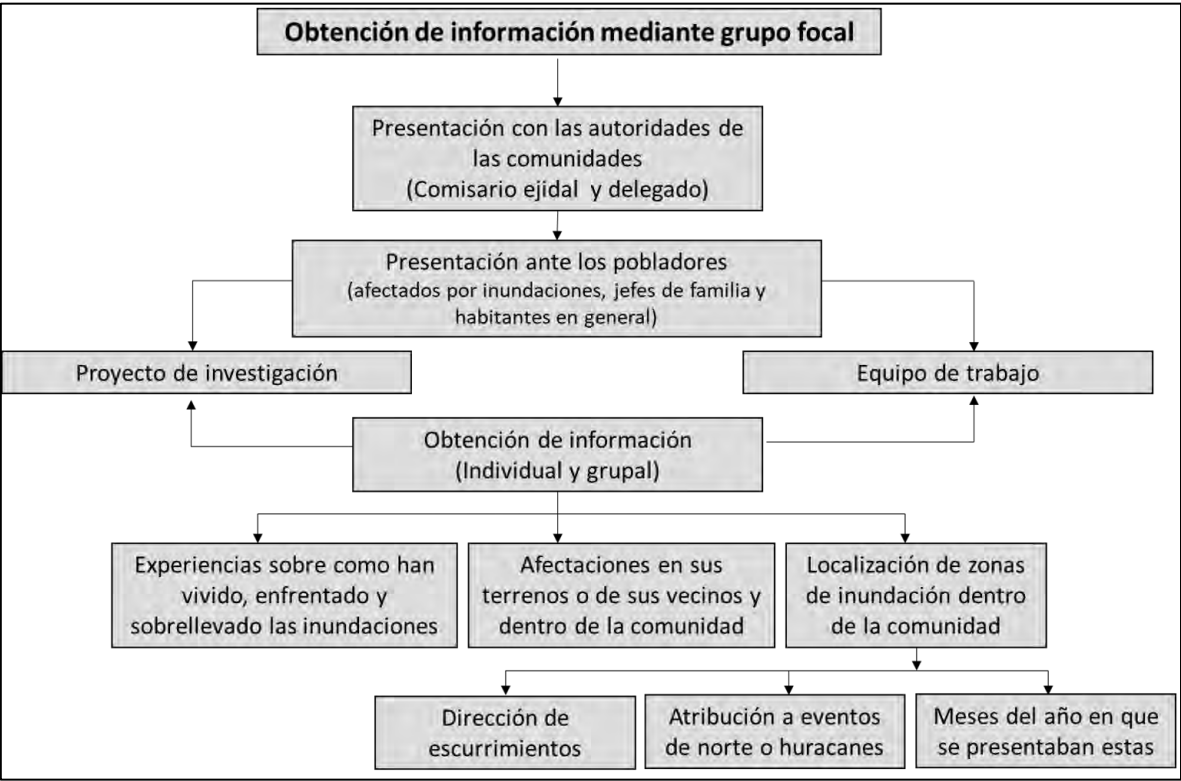 Obtención de información mediante grupo focal
Presentación con las autoridades de
las comunidades
(Comisario ejidal y delegado)
Presentación ante los pobladores
(afectados por inundaciones, jefes de familia y
habitantes en general)
Proyecto de investigación
Equipo de trabajo
Obtención de información
(Individual y grupal)
Experiencias sobre como han
vivido, enfrentado y
sobrellevado las inundaciones
Afectaciones en sus
terrenos o de sus vecinos y
dentro de la comunidad
Localización de zonas
de inundación dentro
de la comunidad
Dirección de
escurrimientos
Atribución a eventos
de norte o huracanes
Meses del año en que
se presentaban estas